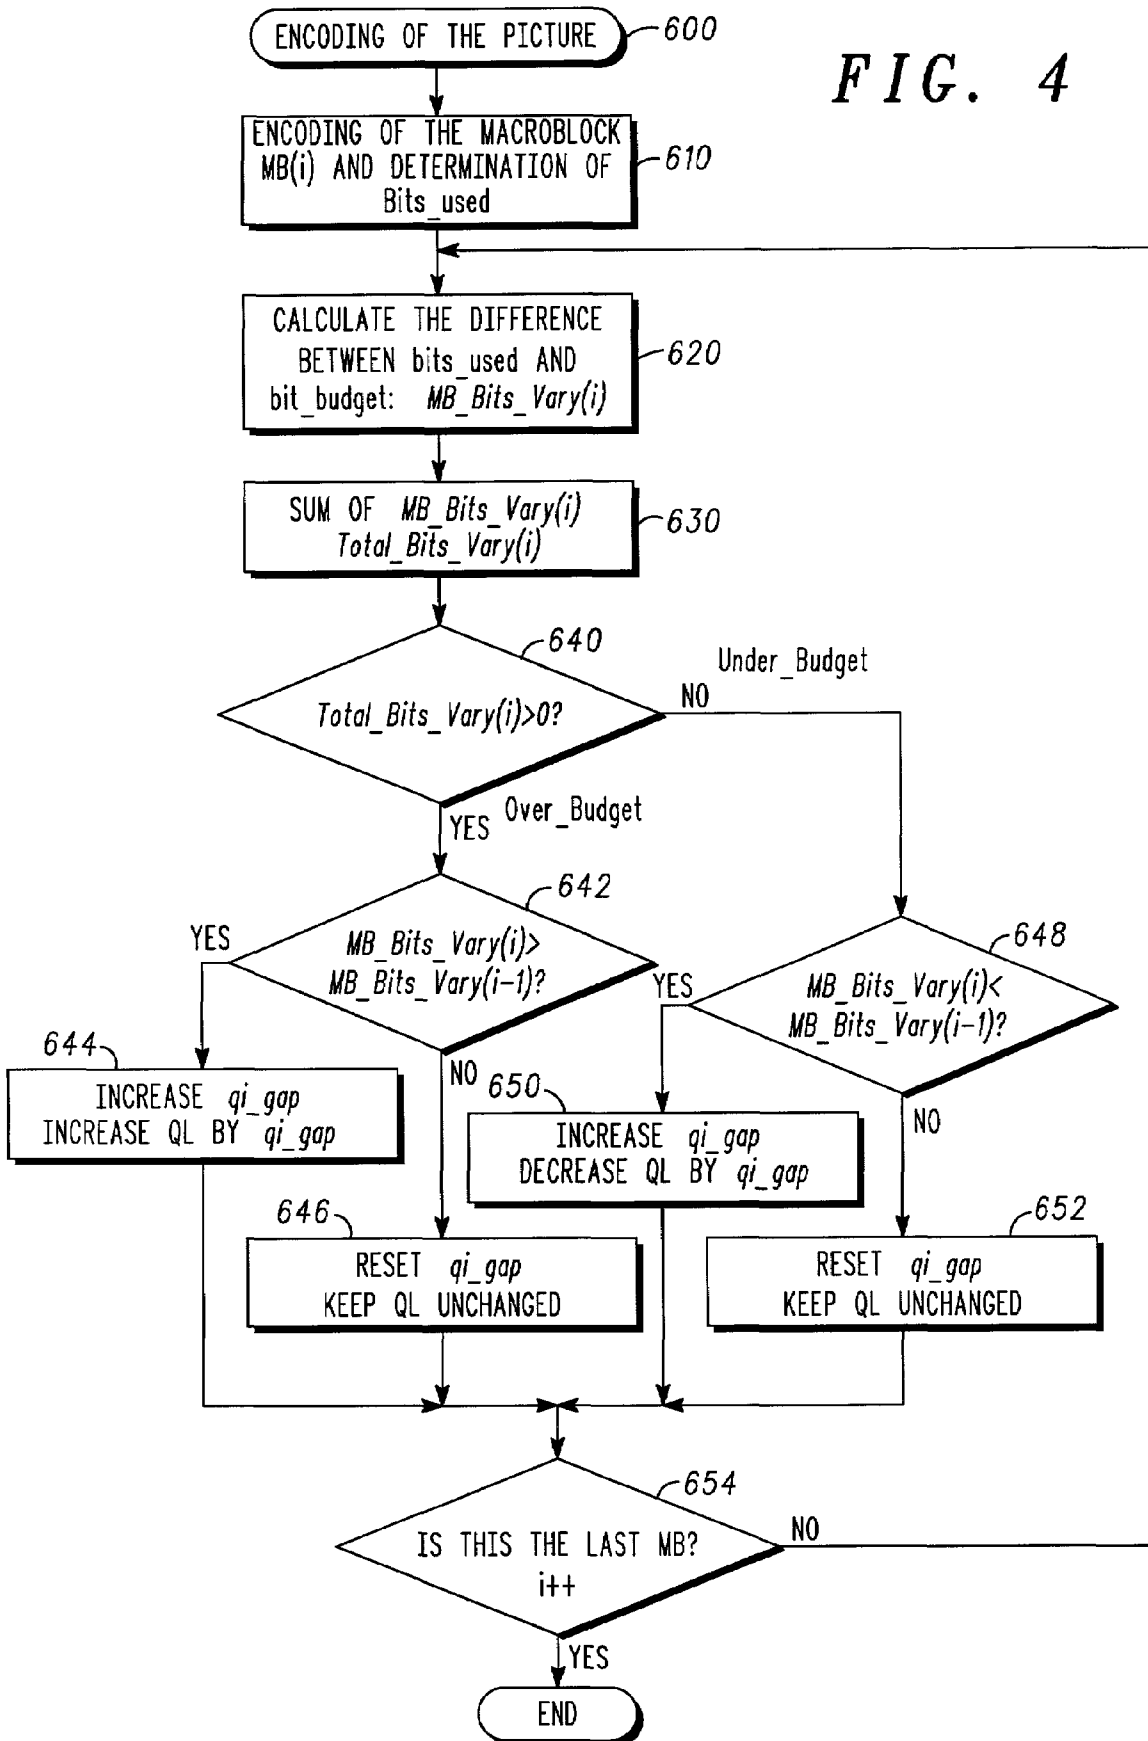 ENCODING OF THE PICTURE
600
FIG. 4
ENCODING OF THE MACROBLOCK
MB(i) AND DETERMINATION OF
Bits_used
610
CALCULATE THE DIFFERENCE
BETWEEN bits_used AND
bit_budget: MB_Bits_Vary(i)
620
SUM OF MB_Bits_Vary(i)
Total_Bits_Vary(i)
630
640
Total_Bits_Vary(i)>0?
Under_Budget
NO
Over_Budget
YES
642
MB_Bits_Vary(i)>
MB_Bits_Vary(i-1)?
YES
NO
648
MB_Bits_Vary(i)<
MB_Bits_Vary(i-1)?
YES
NO
644
INCREASE qi_gap
INCREASE QL BY qi_gap
650
INCREASE qi_gap
DECREASE QL BY qi_gap
646
RESET qi_gap
KEEP QL UNCHANGED
652
RESET qi_gap
KEEP QL UNCHANGED
654
IS THIS THE LAST MB?
i++
NO
YES
END